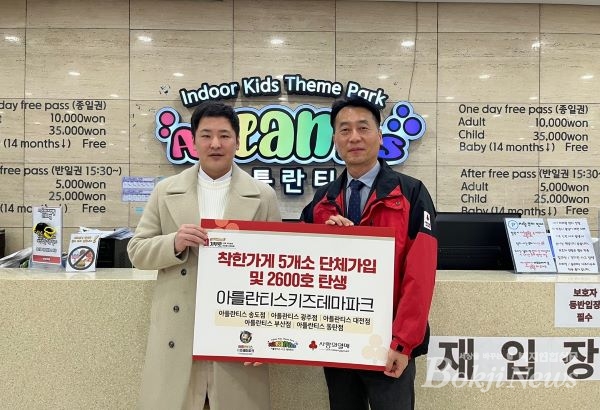 Indoor Kids Theme Park
Atlantis
틀란티
day free pass (종일권)
10,000won
35,000won
(14 months↓) Free
pass (반일권 15:30~)
5,000won
25,000won
(14 months↓) Free
One day free pass (종일권)
Adult 10,000won
Child 35,000won
Baby (14 months↓) Free
After free pass (반일권 15:30~)
Adult 5,000won
Child 25,000won
Baby (14 months↓) Free
착한가게 5개소 단체가입
및 2600호 탄생
아틀란티스키즈테마파크
아틀란티스 송도점 | 아틀란티스 광주점 | 아틀란티스 대전점
아틀란티스 부산점 | 아틀란티스 동탄점
사랑의열매
보호자
동반입장
필수
재입장
Bokji News